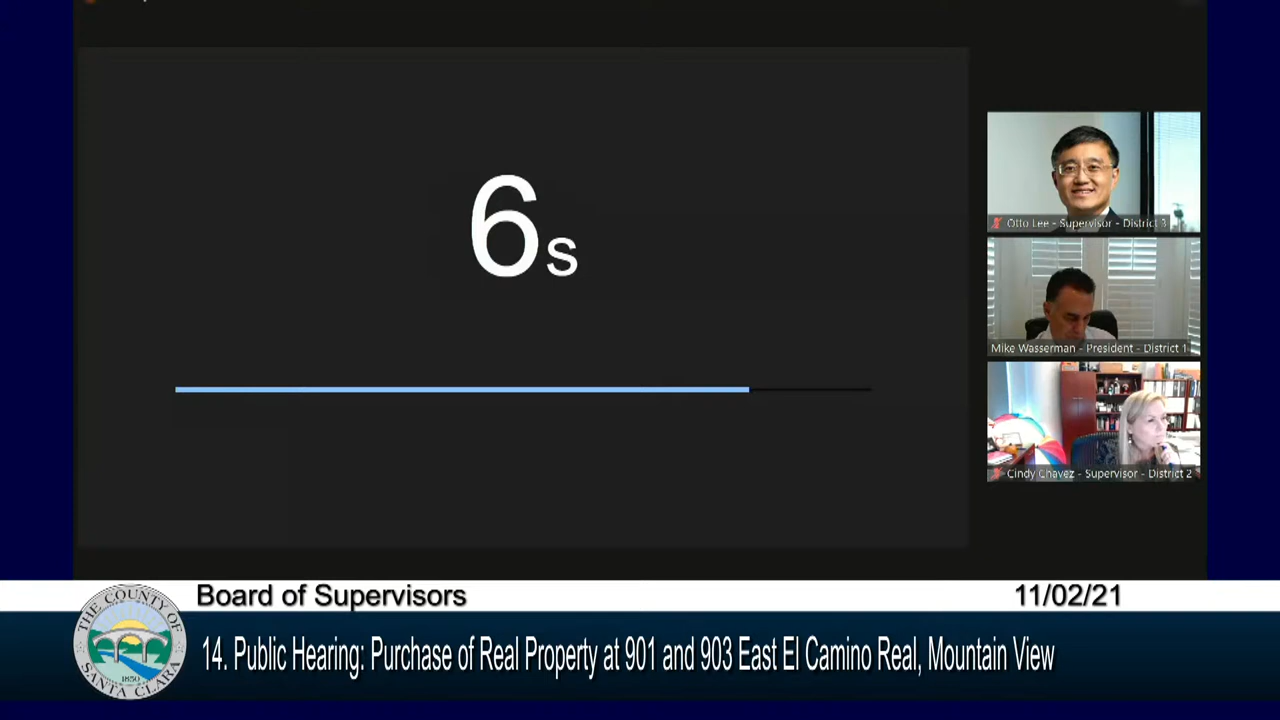 6s
Otto Lee - Supervisor - District 3
Mike Wasserman - President - District 1
Cindy Chavez - Supervisor - District 2
THE COUNTY OF
SANTA CLARA
1850
Board of Supervisors
11/02/21
14. Public Hearing: Purchase of Real Property at 901 and 903 East El Camino Real, Mountain View